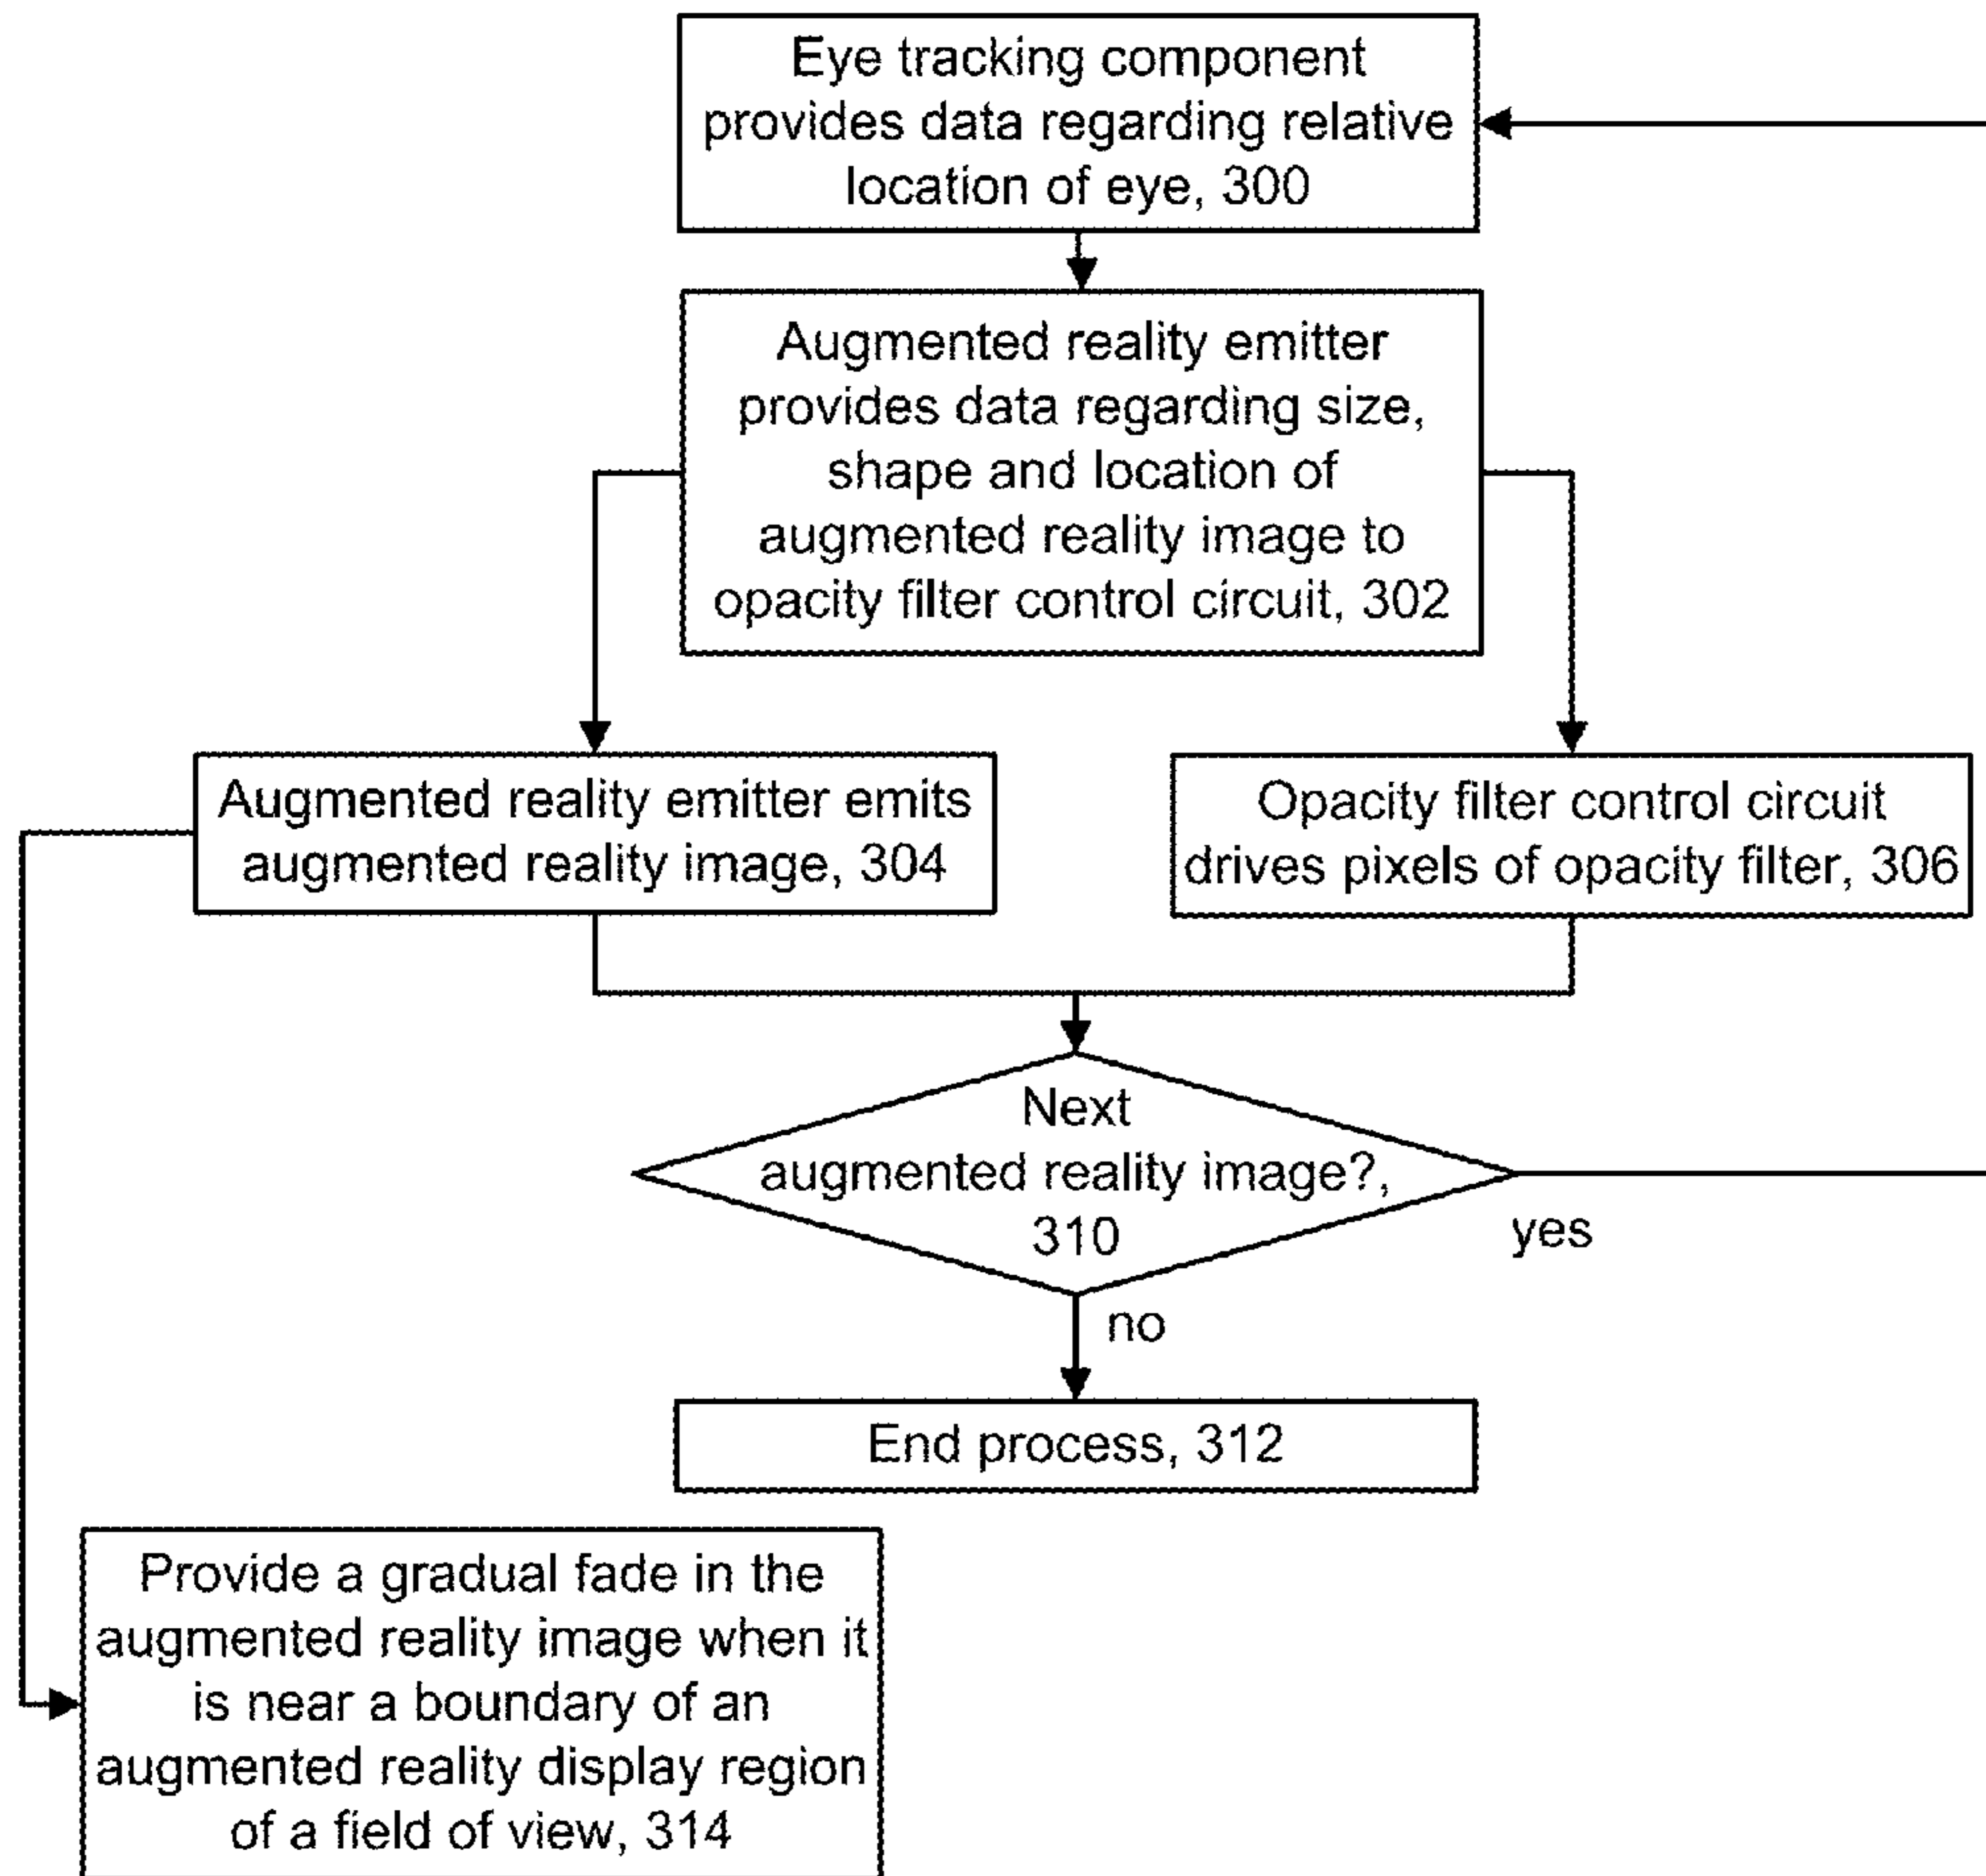 Eye tracking component
provides data regarding relative
location of eye, 300
Augmented reality emitter
provides data regarding size,
shape and location of
augmented reality image to
opacity filter control circuit, 302
Augmented reality emitter emits
augmented reality image, 304
Opacity filter control circuit
drives pixels of opacity filter, 306
Next
augmented reality image?,
310
yes
no
End process, 312
Provide a gradual fade in the
augmented reality image when it
is near a boundary of an
augmented reality display region
of a field of view, 314